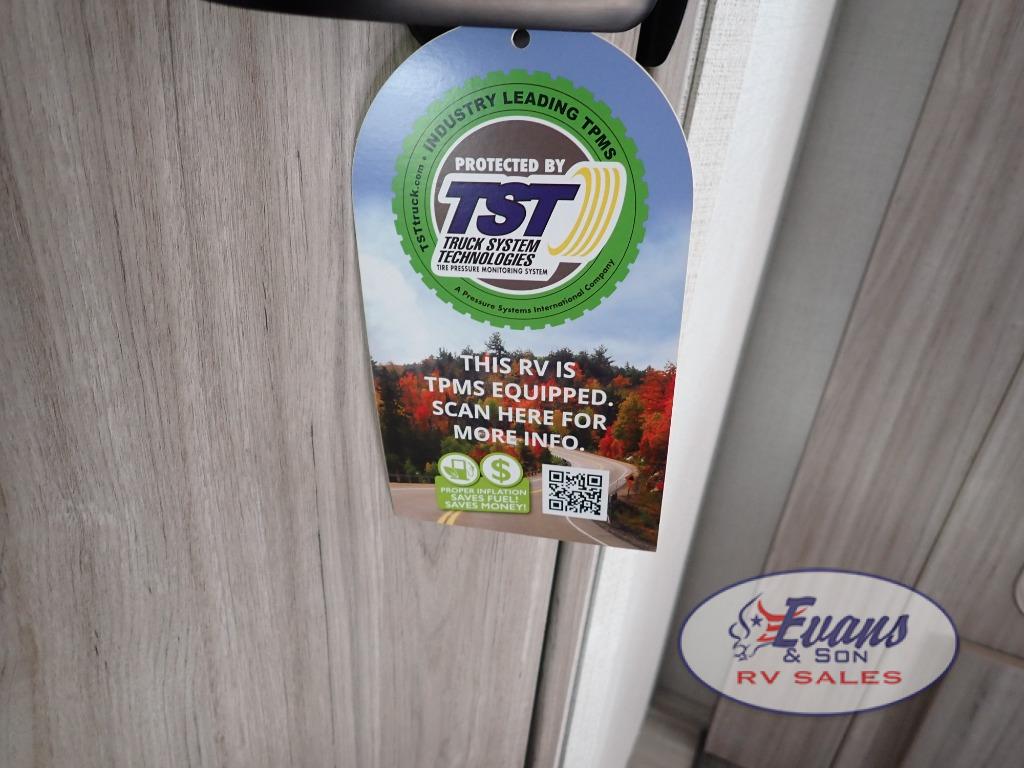 TSTtruck.com • INDUSTRY LEADING TPMS
PROTECTED BY
TST
TRUCK SYSTEM
TECHNOLOGIES
TIRE PRESSURE MONITORING SYSTEM
A Pressure Systems International Company
THIS RV IS
TPMS EQUIPPED.
SCAN HERE FOR
MORE INFO.
$
PROPER INFLATION
SAVES FUEL!
SAVES MONEY!
Evans
& SON
RV SALES